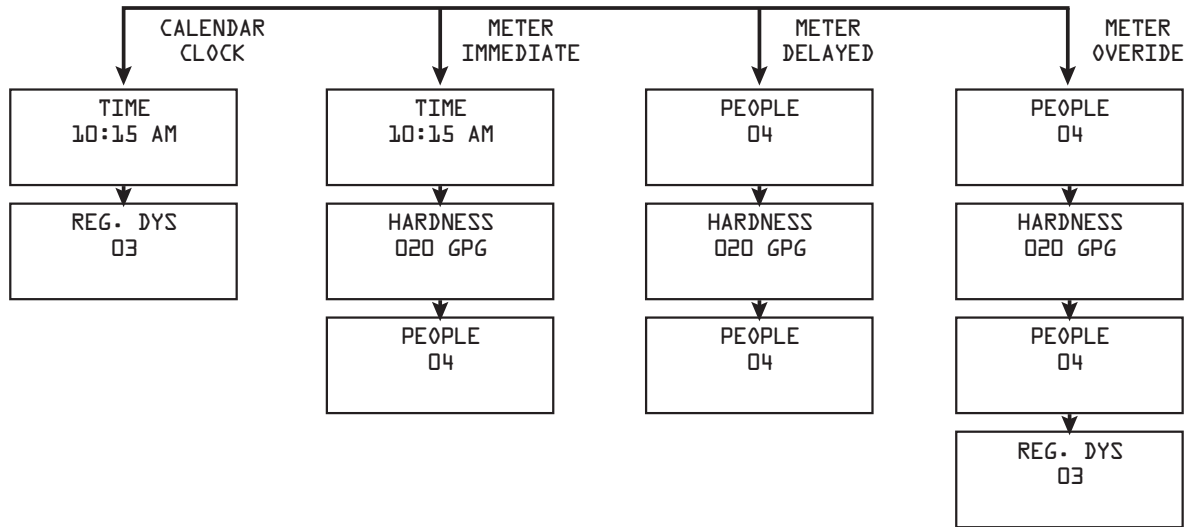 CALENDAR
CLOCK
METER
IMMEDIATE
METER
DELAYED
METER
OVERIDE
TIME
10:15 AM
TIME
10:15 AM
PEOPLE
04
PEOPLE
04
REG. DYS
03
HARDNESS
020 GPG
HARDNESS
020 GPG
HARDNESS
020 GPG
PEOPLE
04
PEOPLE
04
PEOPLE
04
REG. DYS
03